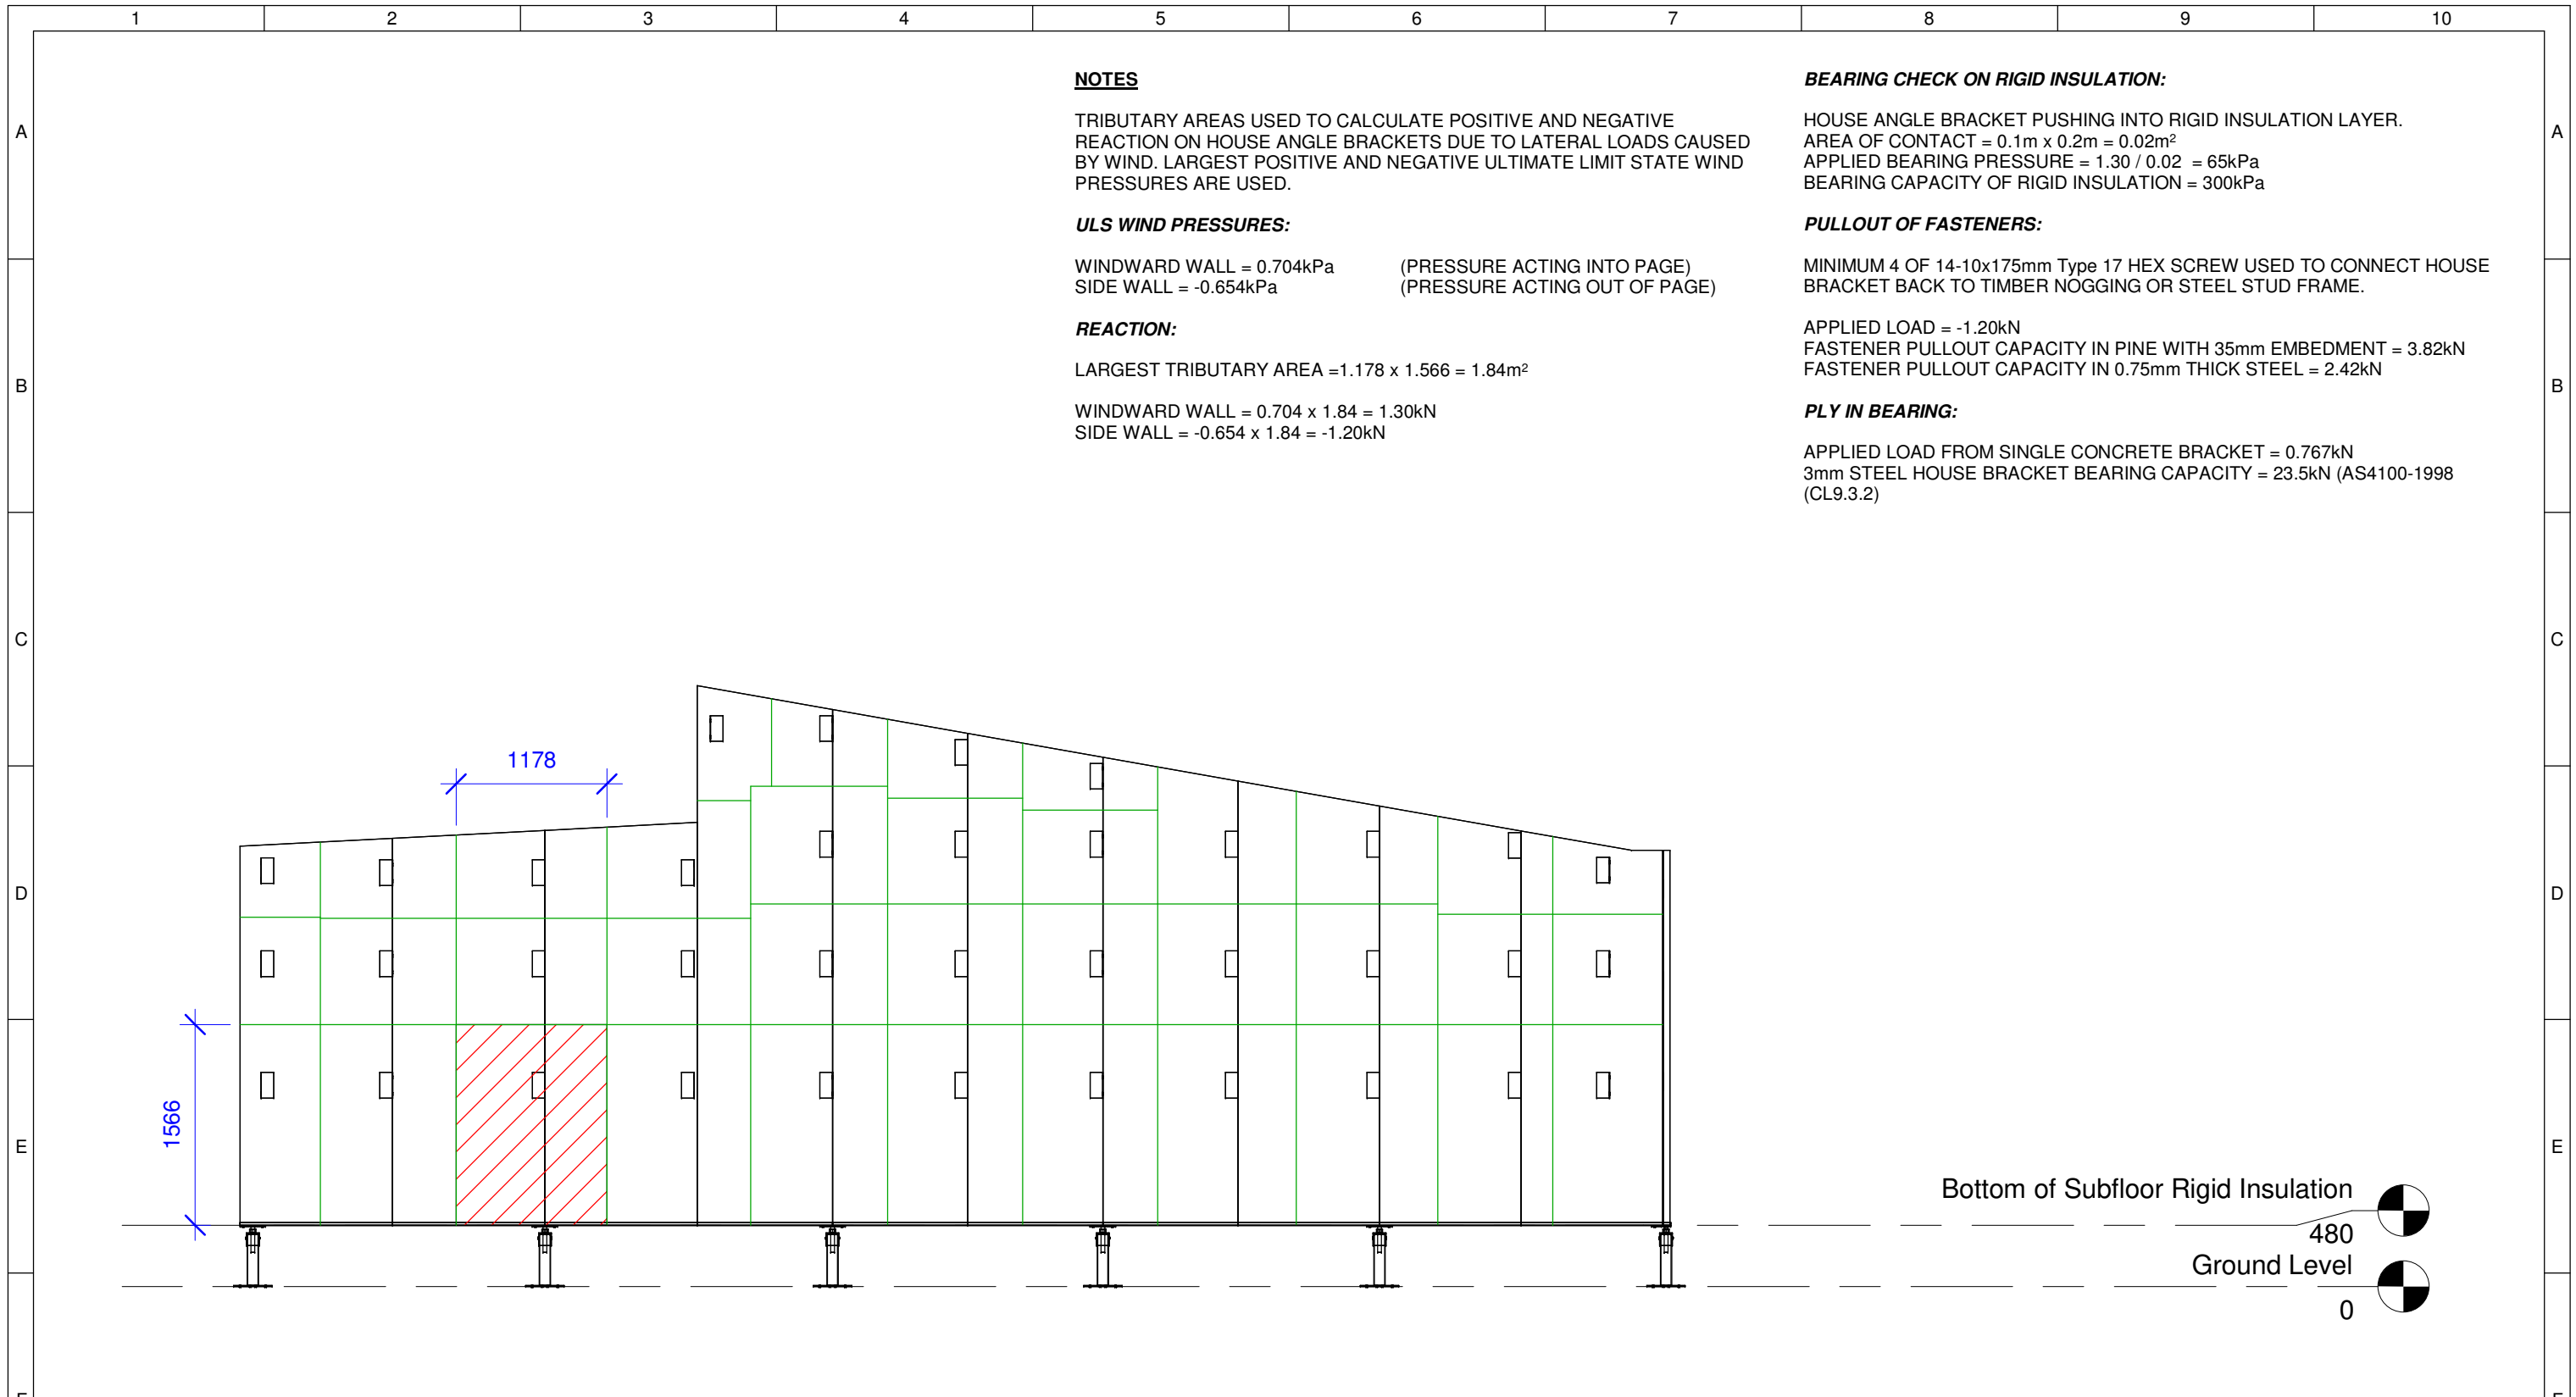 1 2 3 4 5 6 7 8 9 10
A
B
C
D
E
NOTES
TRIBUTARY AREAS USED TO CALCULATE POSITIVE AND NEGATIVE
REACTION ON HOUSE ANGLE BRACKETS DUE TO LATERAL LOADS CAUSED
BY WIND. LARGEST POSITIVE AND NEGATIVE ULTIMATE LIMIT STATE WIND
PRESSURES ARE USED.
ULS WIND PRESSURES:
WINDWARD WALL = 0.704kPa (PRESSURE ACTING INTO PAGE)
SIDE WALL = -0.654kPa (PRESSURE ACTING OUT OF PAGE)
REACTION:
LARGEST TRIBUTARY AREA =1.178 x 1.566 = 1.84m²
WINDWARD WALL = 0.704 x 1.84 = 1.30kN
SIDE WALL = -0.654 x 1.84 = -1.20kN
BEARING CHECK ON RIGID INSULATION:
HOUSE ANGLE BRACKET PUSHING INTO RIGID INSULATION LAYER.
AREA OF CONTACT = 0.1m x 0.2m = 0.02m²
APPLIED BEARING PRESSURE = 1.30 / 0.02 = 65kPa
BEARING CAPACITY OF RIGID INSULATION = 300kPa
PULLOUT OF FASTENERS:
MINIMUM 4 OF 14-10x175mm Type 17 HEX SCREW USED TO CONNECT HOUSE
BRACKET BACK TO TIMBER NOGGING OR STEEL STUD FRAME.
APPLIED LOAD = -1.20kN
FASTENER PULLOUT CAPACITY IN PINE WITH 35mm EMBEDMENT = 3.82kN
FASTENER PULLOUT CAPACITY IN 0.75mm THICK STEEL = 2.42kN
PLY IN BEARING:
APPLIED LOAD FROM SINGLE CONCRETE BRACKET = 0.767kN
3mm STEEL HOUSE BRACKET BEARING CAPACITY = 23.5kN (AS4100-1998
(CL9.3.2)
A
B
C
D
E
1178
1566
Bottom of Subfloor Rigid Insulation
480
Ground Level
0